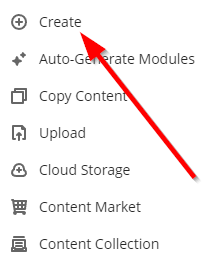 Create
Auto-Generate Modules
Copy Content
Upload
Cloud Storage
Content Market
Content Collection